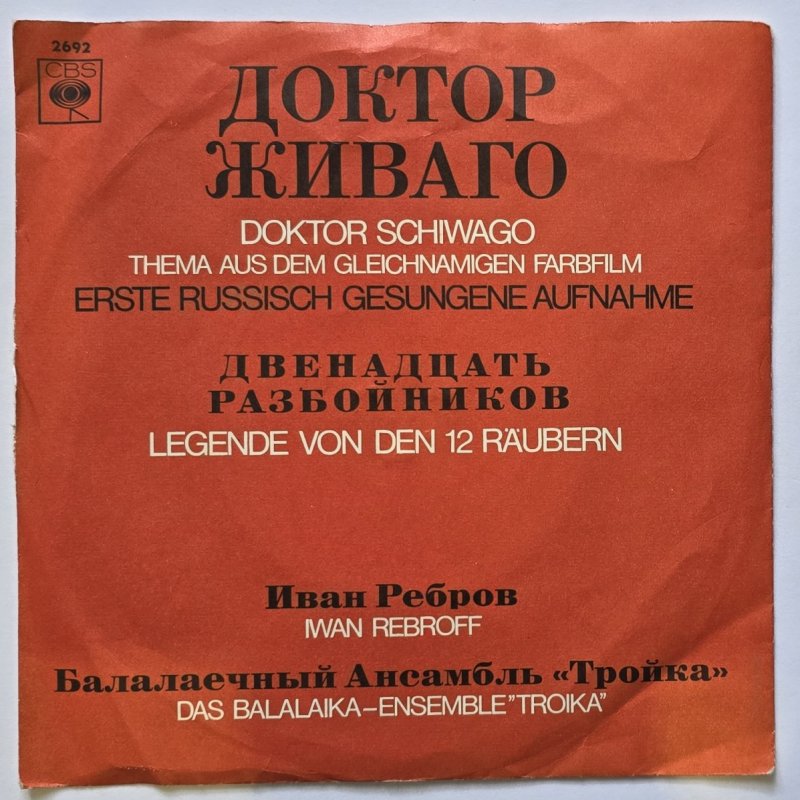 2692
CBS
ДОКТОР
ЖИВАГО
DOKTOR SCHIWAGO
THEMA AUS DEM GLEICHNAMIGEN FARBFILM
ERSTE RUSSISCH GESUNGENE AUFNAHME
ДВЕНАДЦАТЬ
РАЗБОЙНИКОВ
LEGENDE VON DEN 12 RÄUBERN
Иван Ребров
IWAN REBROFF
Балалаечный Ансамбль «Тройка»
DAS BALALAIKA–ENSEMBLE"TROIKA"